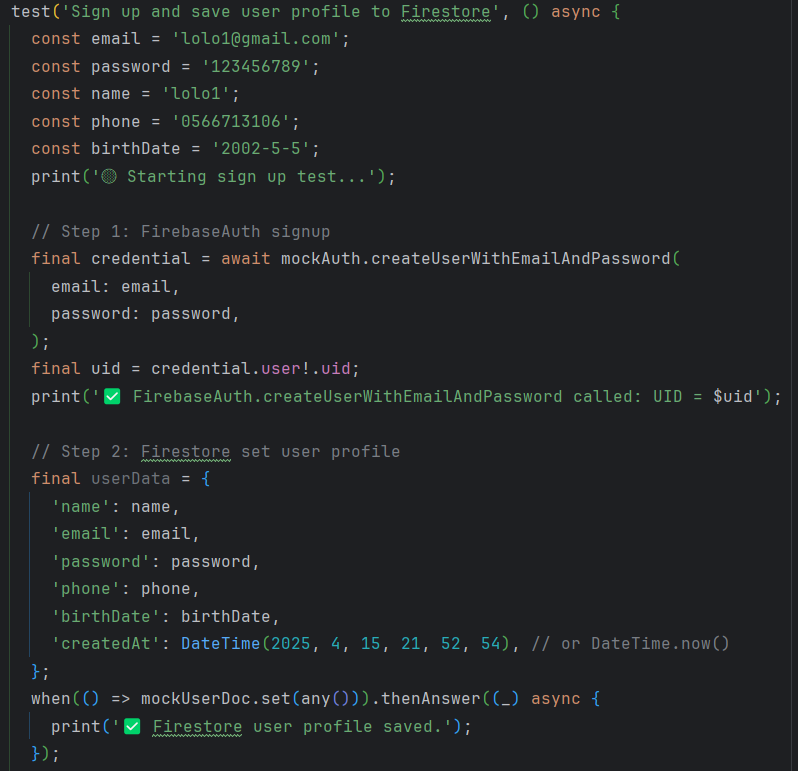 test('Sign up and save user profile to Firestore', () async {
  const email = 'lolo1@gmail.com';
  const password = '123456789';
  const name = 'lolo1';
  const phone = '0566713106';
  const birthDate = '2002-5-5';
  print('🟡 Starting sign up test...');

  // Step 1: FirebaseAuth signup
  final credential = await mockAuth.createUserWithEmailAndPassword(
    email: email,
    password: password,
  );
  final uid = credential.user!.uid;
  print('✅ FirebaseAuth.createUserWithEmailAndPassword called: UID = $uid');

  // Step 2: Firestore set user profile
  final userData = {
    'name': name,
    'email': email,
    'password': password,
    'phone': phone,
    'birthDate': birthDate,
    'createdAt': DateTime(2025, 4, 15, 21, 52, 54), // or DateTime.now()
  };
  when(() => mockUserDoc.set(any())).thenAnswer((_) async {
    print('✅ Firestore user profile saved.');
  });